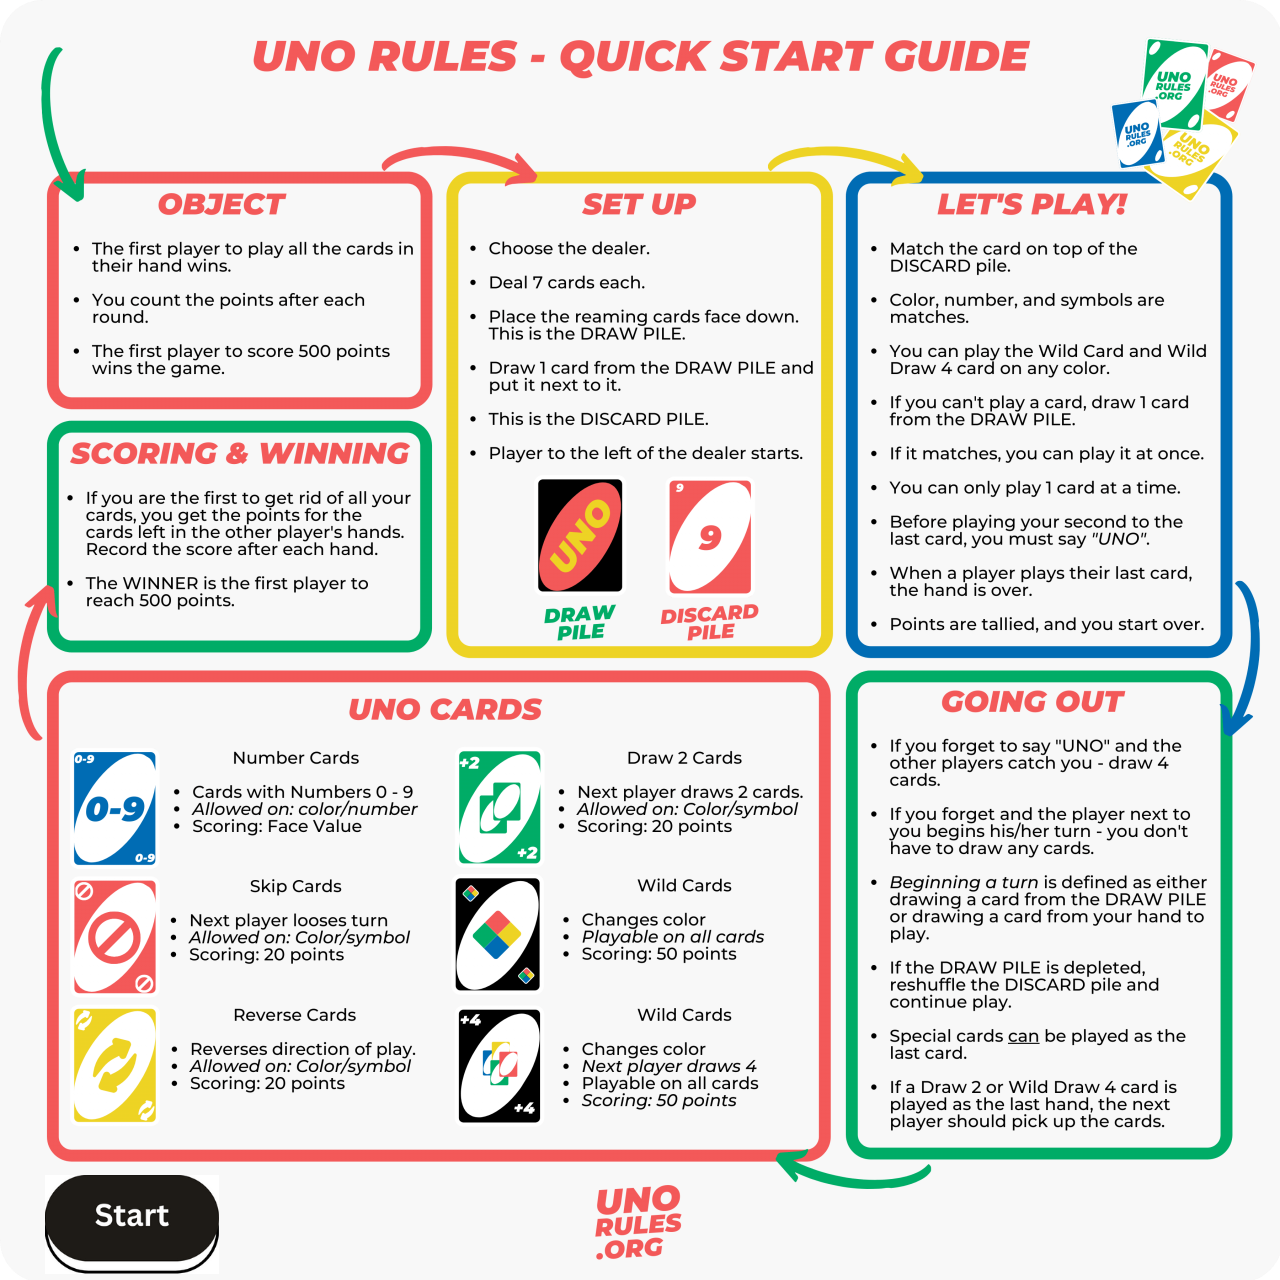 UNO RULES - QUICK START GUIDE
UNO
RULES
.ORG
UNO
RULES
.ORG
UNO
RULES
.ORG
UNO
RULES
.ORG
OBJECT
• The first player to play all the cards in
their hand wins.
• You count the points after each
round.
• The first player to score 500 points
wins the game.
SET UP
• Choose the dealer.
• Deal 7 cards each.
• Place the reaming cards face down.
This is the DRAW PILE.
• Draw 1 card from the DRAW PILE and
put it next to it.
• This is the DISCARD PILE.
• Player to the left of the dealer starts.
UNO
9
9
DRAW
PILE
DISCARD
PILE
LET'S PLAY!
• Match the card on top of the
DISCARD pile.
• Color, number, and symbols are
matches.
• You can play the Wild Card and Wild
Draw 4 card on any color.
• If you can't play a card, draw 1 card
from the DRAW PILE.
• If it matches, you can play it at once.
• You can only play 1 card at a time.
• Before playing your second to the
last card, you must say "UNO".
• When a player plays their last card,
the hand is over.
• Points are tallied, and you start over.
GOING OUT
• If you forget to say "UNO" and the
other players catch you - draw 4
cards.
• If you forget and the player next to
you begins his/her turn - you don't
have to draw any cards.
• Beginning a turn is defined as either
drawing a card from the DRAW PILE
or drawing a card from your hand to
play.
• If the DRAW PILE is depleted,
reshuffle the DISCARD pile and
continue play.
• Special cards can be played as the
last card.
• If a Draw 2 or Wild Draw 4 card is
played as the last hand, the next
player should pick up the cards.
UNO CARDS
0-9
0-9
0-9
Number Cards
• Cards with Numbers 0 - 9
• Allowed on: color/number
• Scoring: Face Value
Skip Cards
• Next player looses turn
• Allowed on: Color/symbol
• Scoring: 20 points
Reverse Cards
• Reverses direction of play.
• Allowed on: Color/symbol
• Scoring: 20 points
+2
+2
Draw 2 Cards
• Next player draws 2 cards.
• Allowed on: Color/symbol
• Scoring: 20 points
Wild Cards
• Changes color
• Playable on all cards
• Scoring: 50 points
+4
+4
Wild Cards
• Changes color
• Next player draws 4
• Playable on all cards
• Scoring: 50 points
SCORING & WINNING
• If you are the first to get rid of all your
cards, you get the points for the
cards left in the other player's hands.
Record the score after each hand.
• The WINNER is the first player to
reach 500 points.
Start
UNO
RULES
.ORG